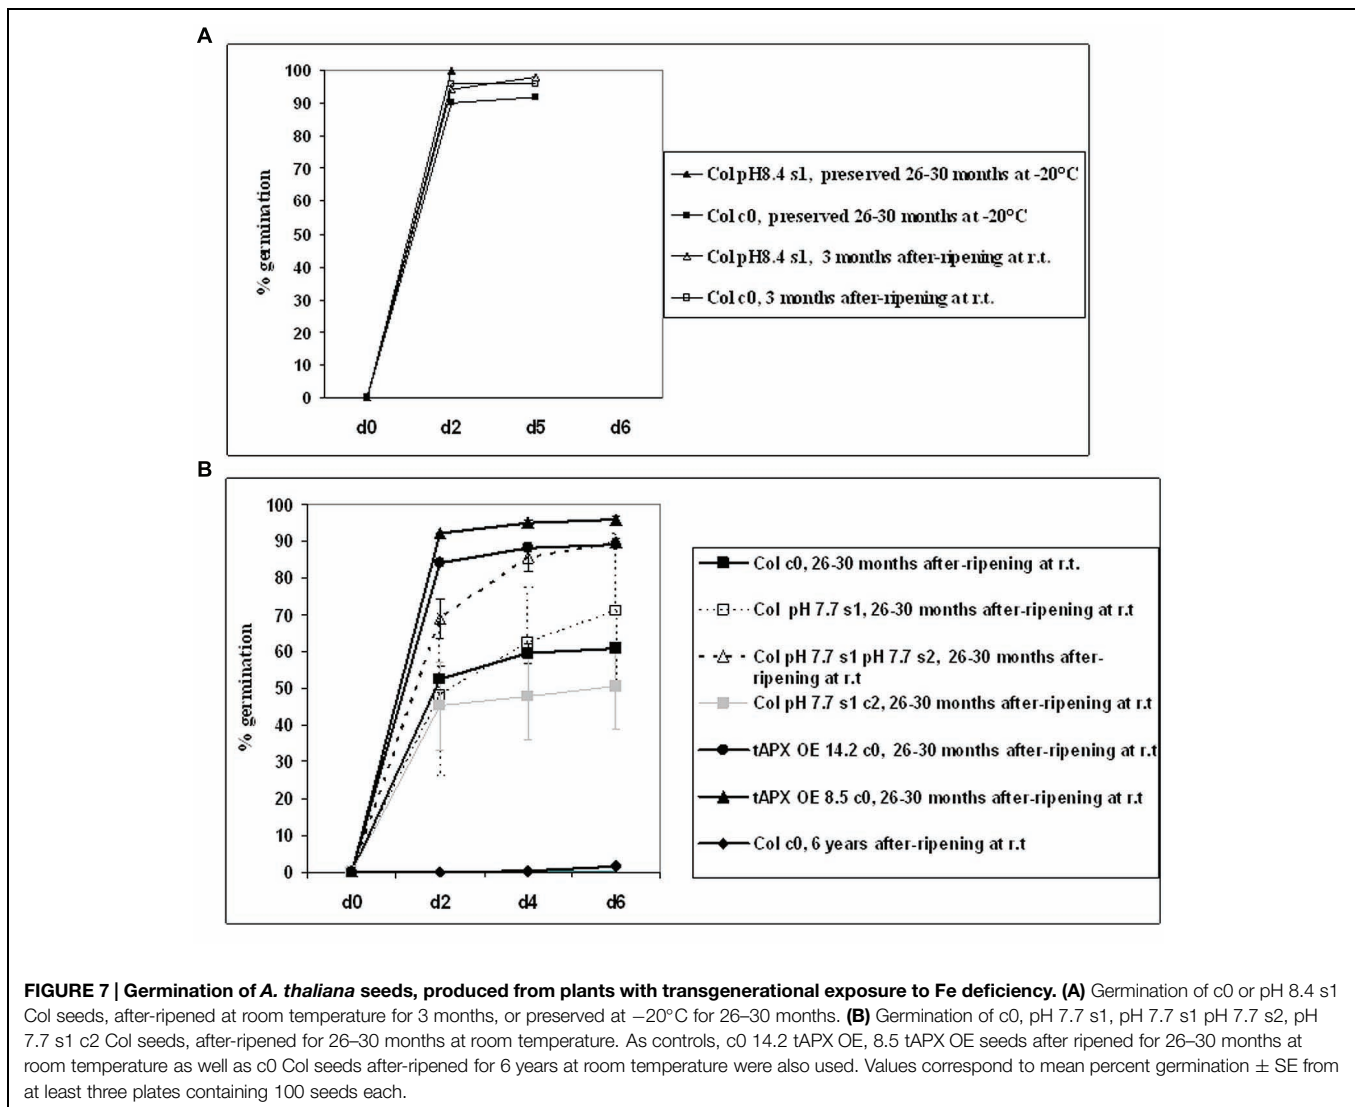 A
100
90
80
70
60
50
40
30
20
10
0
% germination
d0 d2 d5 d6
Col pH8.4 s1, preserved 26-30 months at -20°C
Col c0, preserved 26-30 months at -20°C
Col pH8.4 s1, 3 months after-ripening at r.t.
Col c0, 3 months after-ripening at r.t.
B
100
90
80
70
60
50
40
30
20
10
0
% germination
d0 d2 d4 d6
Col c0, 26-30 months after-ripening at r.t.
Col pH 7.7 s1, 26-30 months after-ripening at r.t
Col pH 7.7 s1 pH 7.7 s2, 26-30 months after-
ripening at r.t
Col pH 7.7 s1 c2, 26-30 months after-ripening at r.t
tAPX OE 14.2 c0, 26-30 months after-ripening at r.t
tAPX OE 8.5 c0, 26-30 months after-ripening at r.t
Col c0, 6 years after-ripening at r.t
FIGURE 7 | Germination of A. thaliana seeds, produced from plants with transgenerational exposure to Fe deficiency. (A) Germination of c0 or pH 8.4 s1
Col seeds, after-ripened at room temperature for 3 months, or preserved at −20°C for 26–30 months. (B) Germination of c0, pH 7.7 s1, pH 7.7 s1 pH 7.7 s2, pH
7.7 s1 c2 Col seeds, after-ripened for 26–30 months at room temperature. As controls, c0 14.2 tAPX OE, 8.5 tAPX OE seeds after ripened for 26–30 months at
room temperature as well as c0 Col seeds after-ripened for 6 years at room temperature were also used. Values correspond to mean percent germination ± SE from
at least three plates containing 100 seeds each.